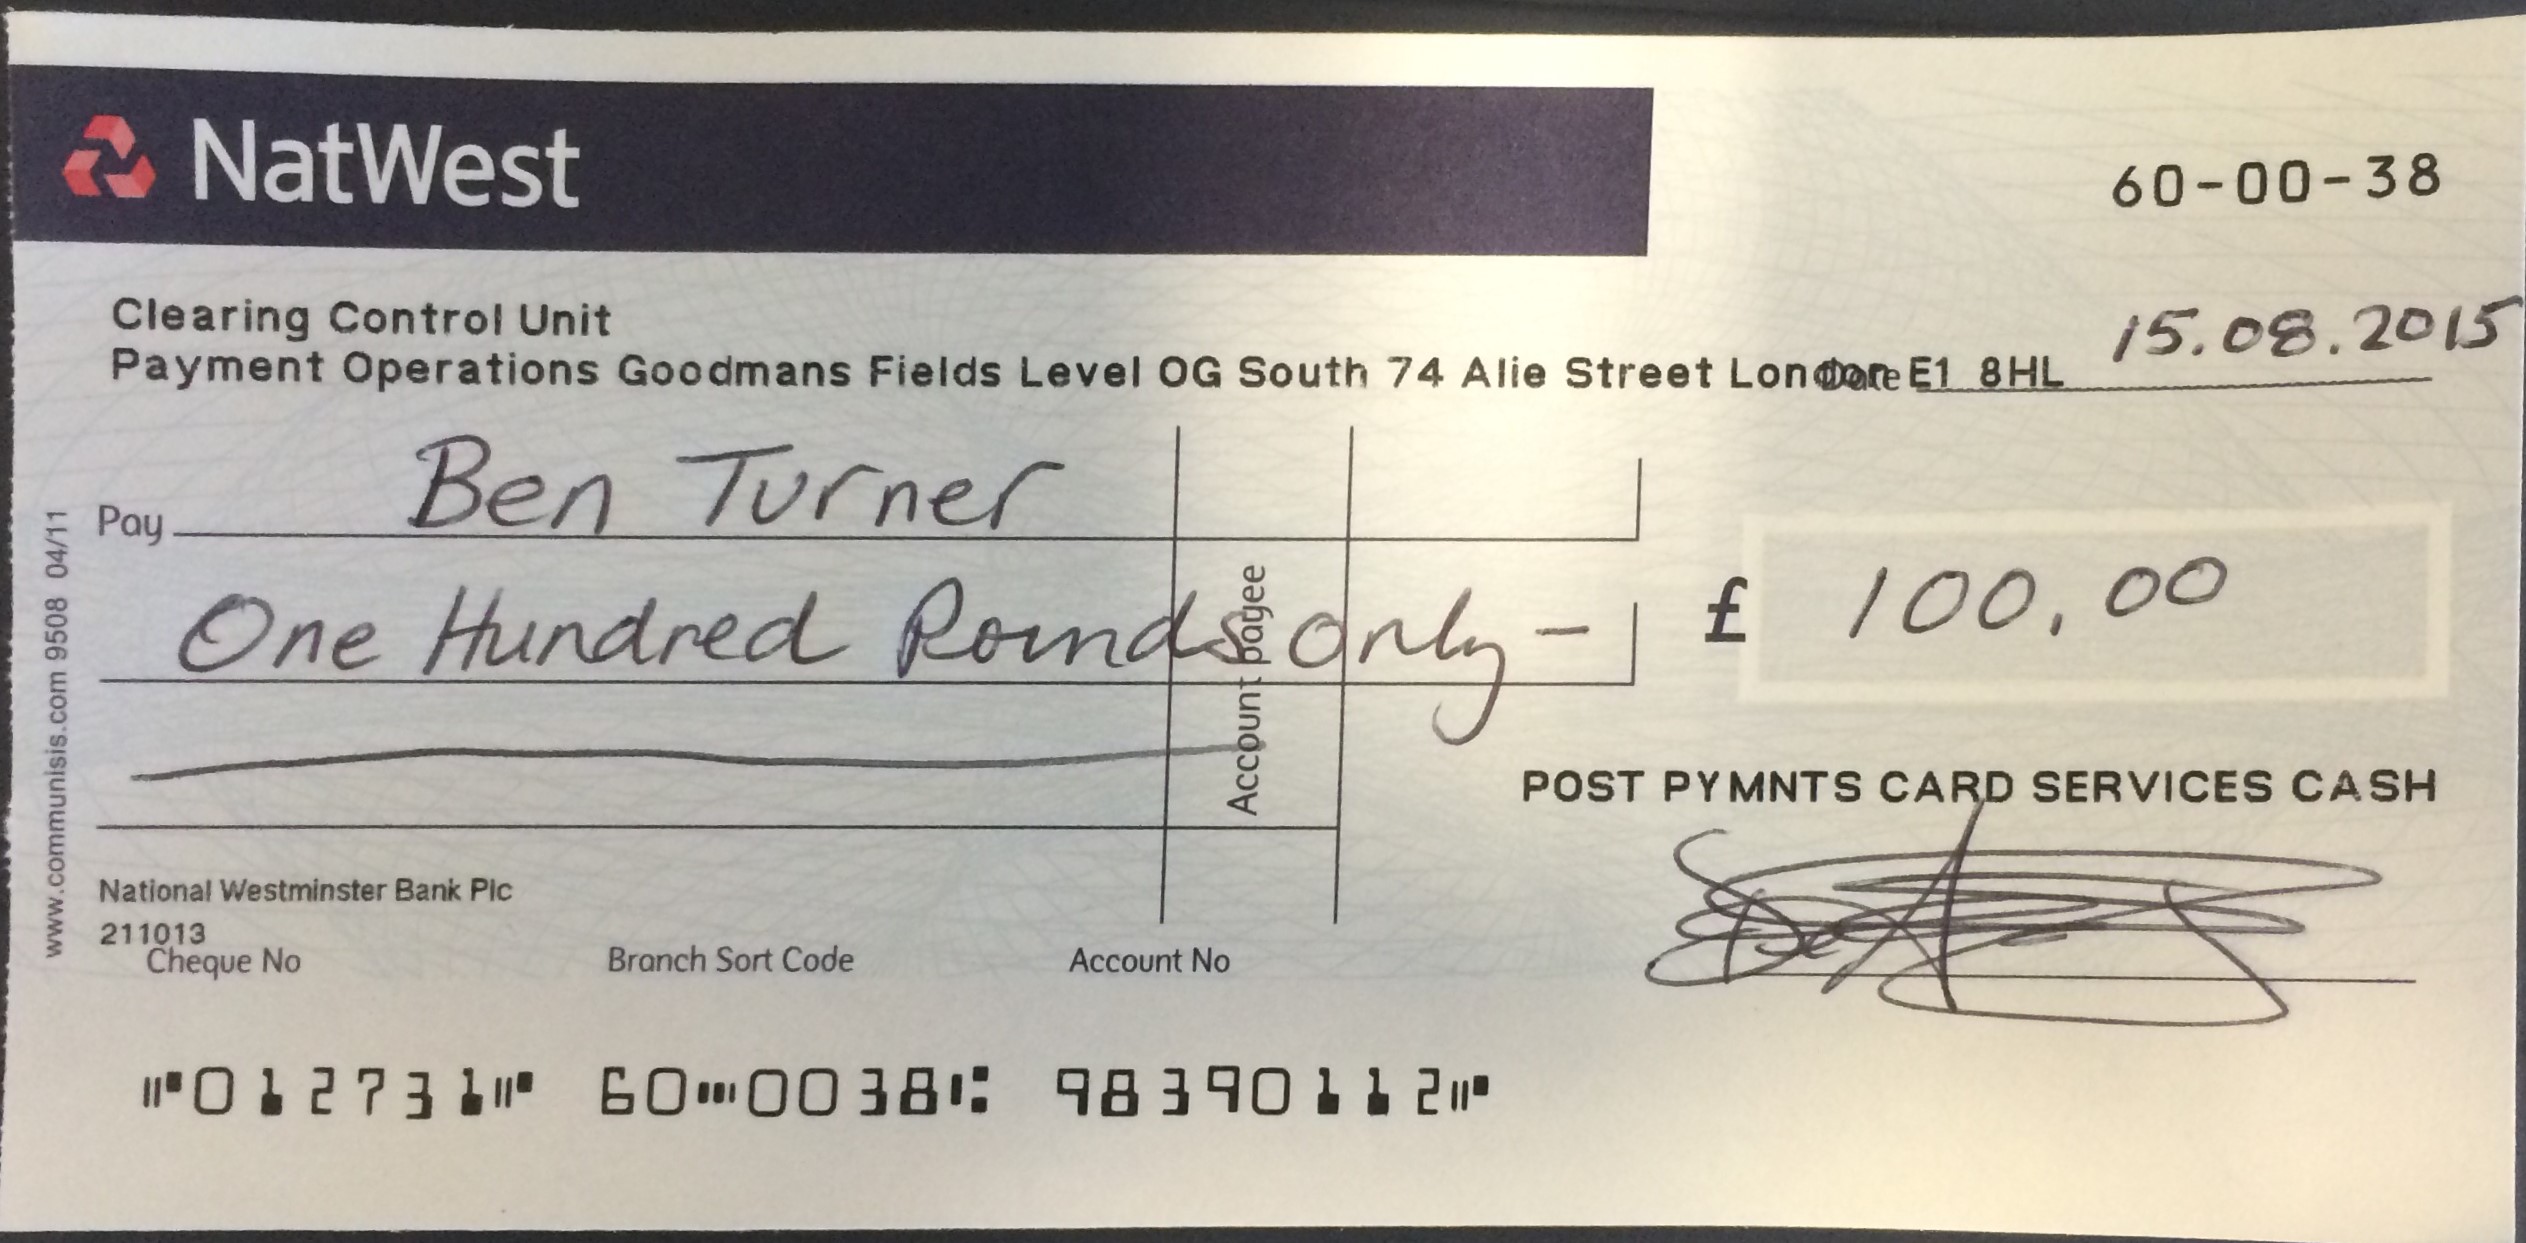 NatWest
60-00-38
Clearing Control Unit
Payment Operations Goodmans Fields Level OG South 74 Alie Street London E1 8HL
Date 15.08.2015
Pay Ben Turner
One Hundred Pounds only —
£ 100.00
Account payee
POST PYMNTS CARD SERVICES CASH
www.communisis.com 9508 04/11
National Westminster Bank Plc
211013
Cheque No Branch Sort Code Account No
⑈012731⑈ 60⑉0038⑆ 98390112⑈